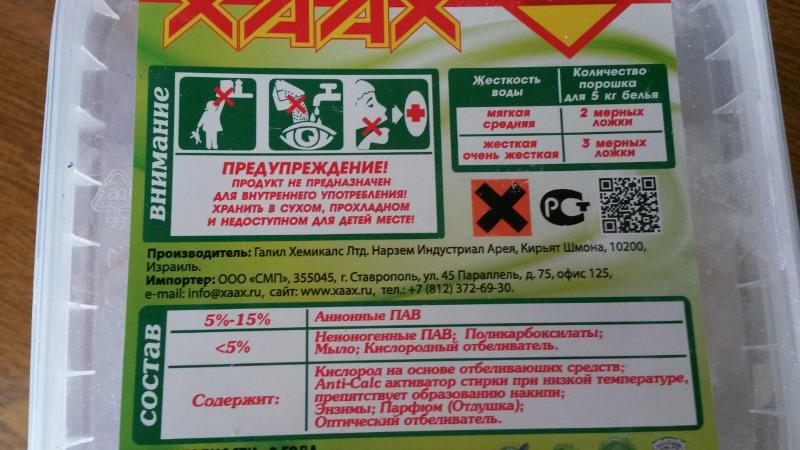 XAAX
внимание
ПРЕДУПРЕЖДЕНИЕ!
ПРОДУКТ НЕ ПРЕДНАЗНАЧЕН
ДЛЯ ВНУТРЕННЕГО УПОТРЕБЛЕНИЯ!
ХРАНИТЬ В СУХОМ, ПРОХЛАДНОМ
И НЕДОСТУПНОМ ДЛЯ ДЕТЕЙ МЕСТЕ!
Жесткость
воды
Количество
порошка
для 5 кг белья
мягкая
средняя
2 мерных
ложки
жесткая
очень жесткая
3 мерных
ложки
РСТ
Производитель: Галил Хемикалс Лтд. Нарзем Индустриал Арея, Кирьят Шмона, 10200,
Израиль.
Импортер: ООО «СМП», 355045, г. Ставрополь, ул. 45 Параллель, д. 75, офис 125,
e-mail: info@xaax.ru, сайт: www.xaax.ru, тел.: +7 (812) 372-69-30.
состав
5%-15%
Анионные ПАВ
<5%
Неионогенные ПАВ; Поликарбоксилаты;
Мыло; Кислородный отбеливатель.
Содержит:
Кислород на основе отбеливаюших средств;
Anti-Calc активатор стирки при низкой температуре,
препятствует образованию накипи;
Энзимы; Парфюм (Отдушка);
Оптический отбеливатель.